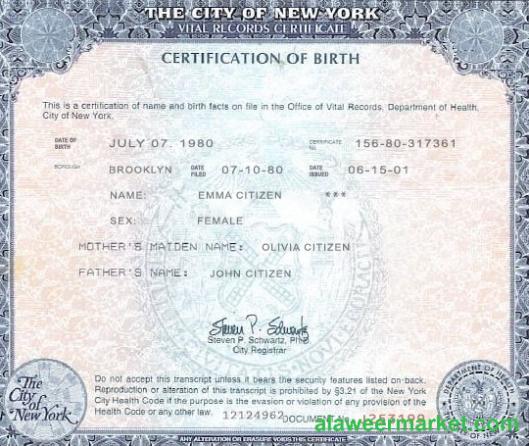 THE CITY OF NEW YORK
VITAL RECORDS CERTIFICATE
CERTIFICATION OF BIRTH
This is a certification of name and birth facts on file in the Office of Vital Records, Department of Health,
City of New York.
DATE OF BIRTH JULY 07. 1980 CERTIFICATE No. 156-80-317361
BOROUGH BROOKLYN DATE FILED 07-10-80 DATE ISSUED 06-15-01
NAME: EMMA CITIZEN ***
SEX: FEMALE
MOTHER'S MAIDEN NAME: OLIVIA CITIZEN
FATHER'S NAME: JOHN CITIZEN
Steven P. Schwartz
Steven P. Schwartz, PhD
City Registrar
The City of New York
Do not accept this transcript unless it bears the security features listed on back.
Reproduction or alteration of this transcript is prohibited by §3.21 of the New York
City Health Code if the purpose is the evasion or violation of any provision of the
Health Code or any other law. 12124962 DOCUMENT No.
afaweermarket.com
ANY ALTERATION OR ERASURE VOIDS THIS CERTIFICATE